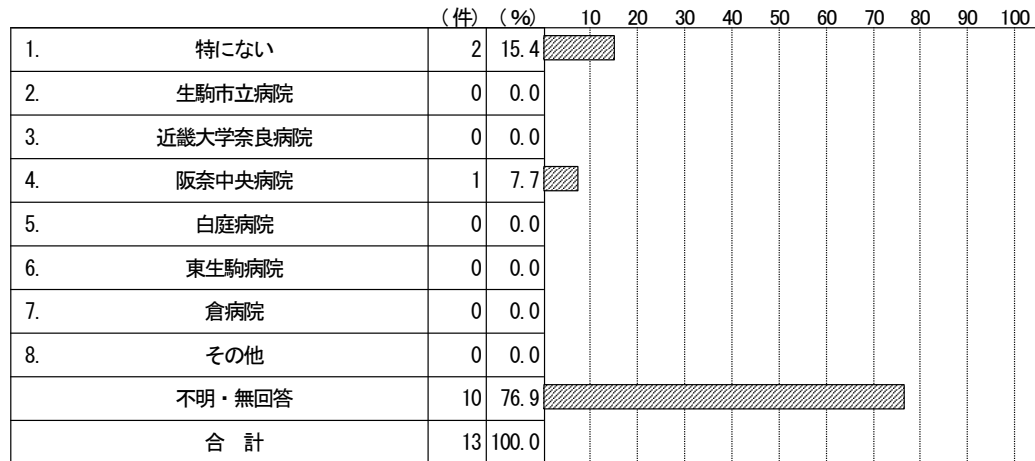 (件) (%) 10 20 30 40 50 60 70 80 90 100
1. 特にない 2 15.4
2. 生駒市立病院 0 0.0
3. 近畿大学奈良病院 0 0.0
4. 阪奈中央病院 1 7.7
5. 白庭病院 0 0.0
6. 東生駒病院 0 0.0
7. 倉病院 0 0.0
8. その他 0 0.0
不明・無回答 10 76.9
合 計 13 100.0